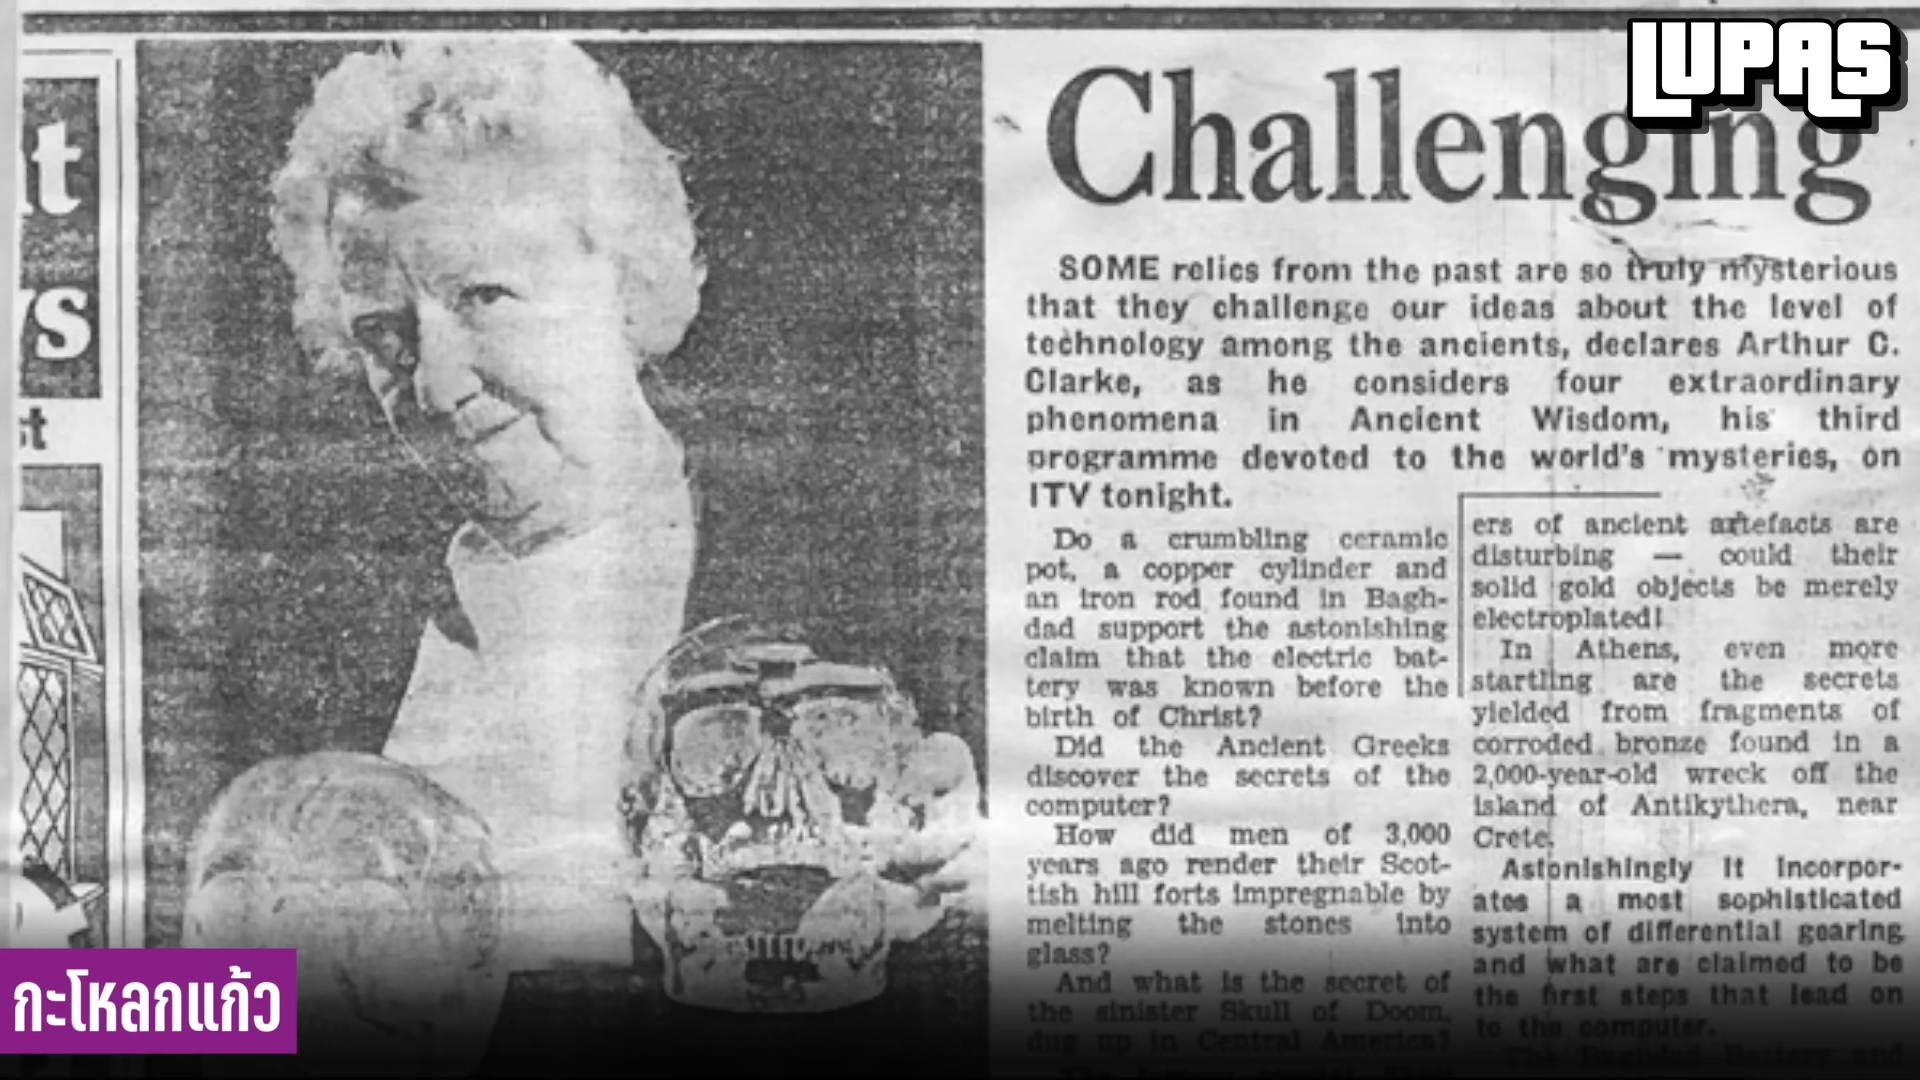 LUPAS
t
s
st
Challenging
SOME relics from the past are so truly mysterious
that they challenge our ideas about the level of
technology among the ancients, declares Arthur C.
Clarke, as he considers four extraordinary
phenomena in Ancient Wisdom, his third
programme devoted to the world's mysteries, on
ITV tonight.
Do a crumbling ceramic
pot, a copper cylinder and
an iron rod found in Bagh-
dad support the astonishing
claim that the electric bat-
tery was known before the
birth of Christ?
Did the Ancient Greeks
discover the secrets of the
computer?
How did men of 3,000
years ago render their Scot-
tish hill forts impregnable by
melting the stones into
glass?
And what is the secret of
the sinister Skull of Doom,
dug up in Central America?
ers of ancient artefacts are
disturbing — could their
solid gold objects be merely
electroplated!
In Athens, even more
startling are the secrets
yielded from fragments of
corroded bronze found in a
2,000-year-old wreck off the
island of Antikythera, near
Crete.
Astonishingly it incorpor-
ates a most sophisticated
system of differential gearing
and what are claimed to be
the first steps that lead on
to the computer.
The Baghdad Battery and
กะโหลกแก้ว